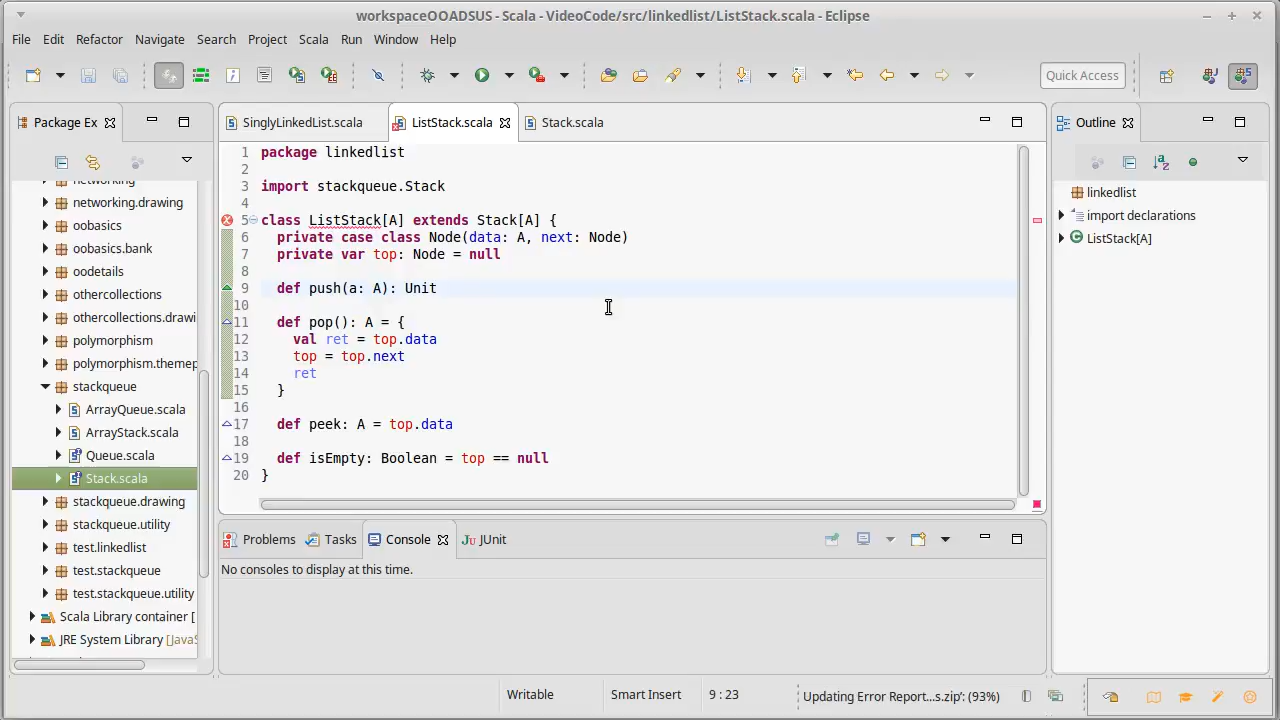 workspaceOOADSUS - Scala - VideoCode/src/linkedlist/ListStack.scala - Eclipse
File Edit Refactor Navigate Search Project Scala Run Window Help
Quick Access
Package Ex
networking
networking.drawing
oobasics
oobasics.bank
oodetails
othercollections
othercollections.drawi
polymorphism
polymorphism.themep
stackqueue
ArrayQueue.scala
ArrayStack.scala
Queue.scala
Stack.scala
stackqueue.drawing
stackqueue.utility
test.linkedlist
test.stackqueue
test.stackqueue.utility
Scala Library container [
JRE System Library [JavaS
SinglyLinkedList.scala ListStack.scala Stack.scala
1 package linkedlist
2
3 import stackqueue.Stack
4
5 class ListStack[A] extends Stack[A] {
6 private case class Node(data: A, next: Node)
7 private var top: Node = null
8
9 def push(a: A): Unit
10
11 def pop(): A = {
12 val ret = top.data
13 top = top.next
14 ret
15 }
16
17 def peek: A = top.data
18
19 def isEmpty: Boolean = top == null
20 }
Problems Tasks Console JUnit
No consoles to display at this time.
Outline
linkedlist
import declarations
ListStack[A]
Writable Smart Insert 9 : 23 Updating Error Report...s.zip': (93%)